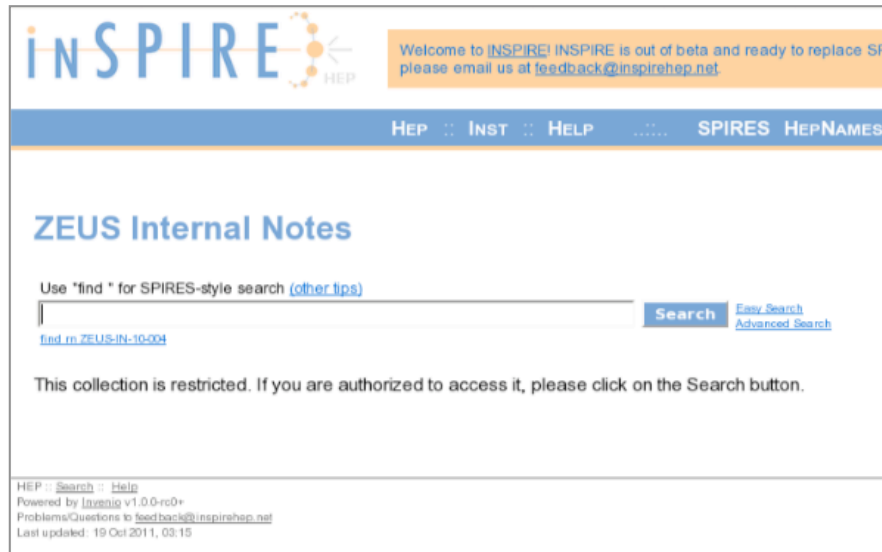 inSPIRE HEP
Welcome to INSPIRE! INSPIRE is out of beta and ready to replace SP
please email us at feedback@inspirehep.net.
HEP :: INST :: HELP ..::.. SPIRES HEPNAMES
ZEUS Internal Notes
Use "find " for SPIRES-style search (other tips)
Search
Easy Search
Advanced Search
find rn ZEUS-IN-10-004
This collection is restricted. If you are authorized to access it, please click on the Search button.
HEP :: Search :: Help
Powered by Invenio v1.0.0-rc0+
Problems/Questions to feedback@inspirehep.net
Last updated: 19 Oct 2011, 03:15